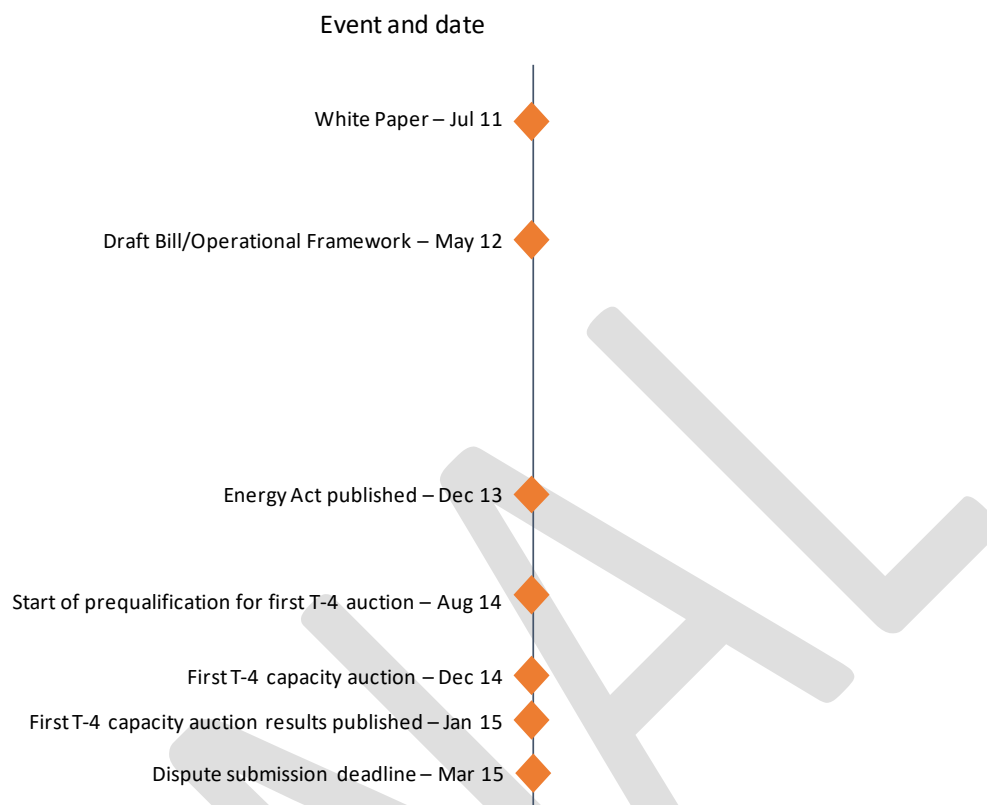 Event and date
White Paper – Jul 11
Draft Bill/Operational Framework – May 12
Energy Act published – Dec 13
Start of prequalification for first T-4 auction – Aug 14
First T-4 capacity auction – Dec 14
First T-4 capacity auction results published – Jan 15
Dispute submission deadline – Mar 15
NAL